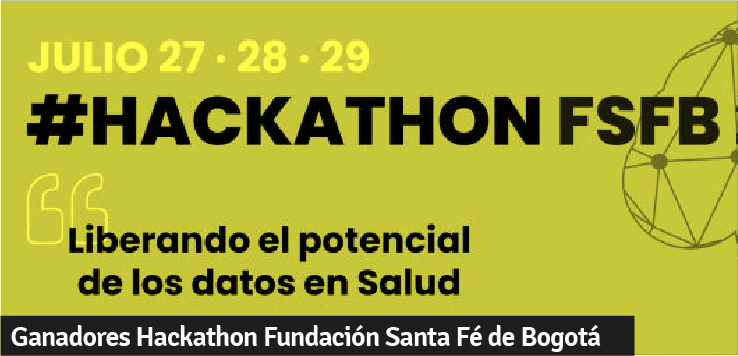 JULIO 27 · 28 · 29
#HACKATHON FSFB
Liberando el potencial
de los datos en Salud
Ganadores Hackathon Fundación Santa Fé de Bogotá